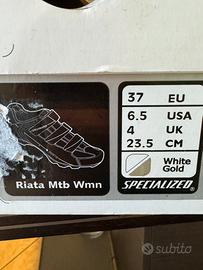 Riata Mtb Wmn
37 EU
6.5 USA
4 UK
23.5 CM
White
Gold
SPECIALIZED
subito